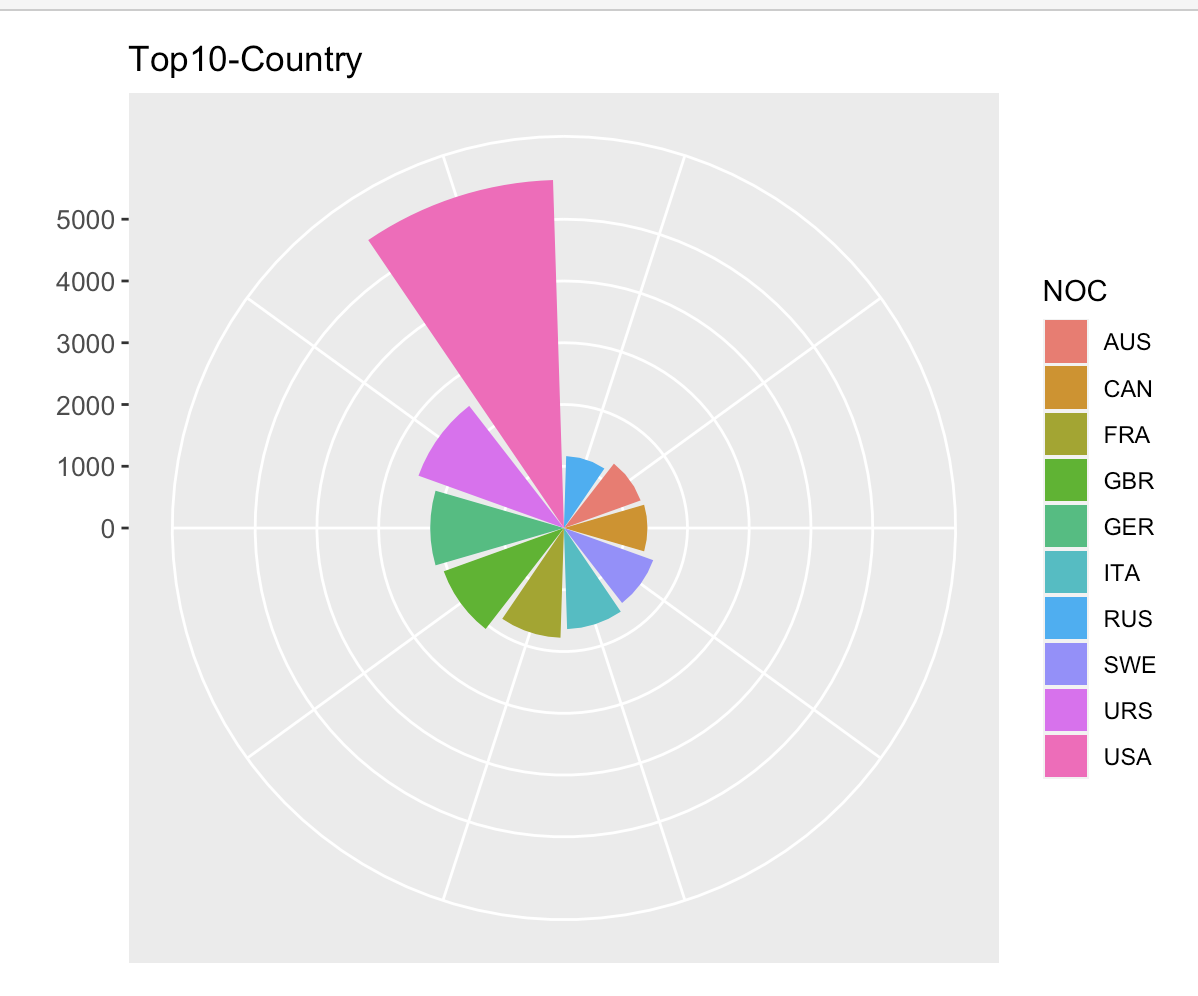 Top10-Country
5000
4000
3000
2000
1000
0
NOC
AUS
CAN
FRA
GBR
GER
ITA
RUS
SWE
URS
USA